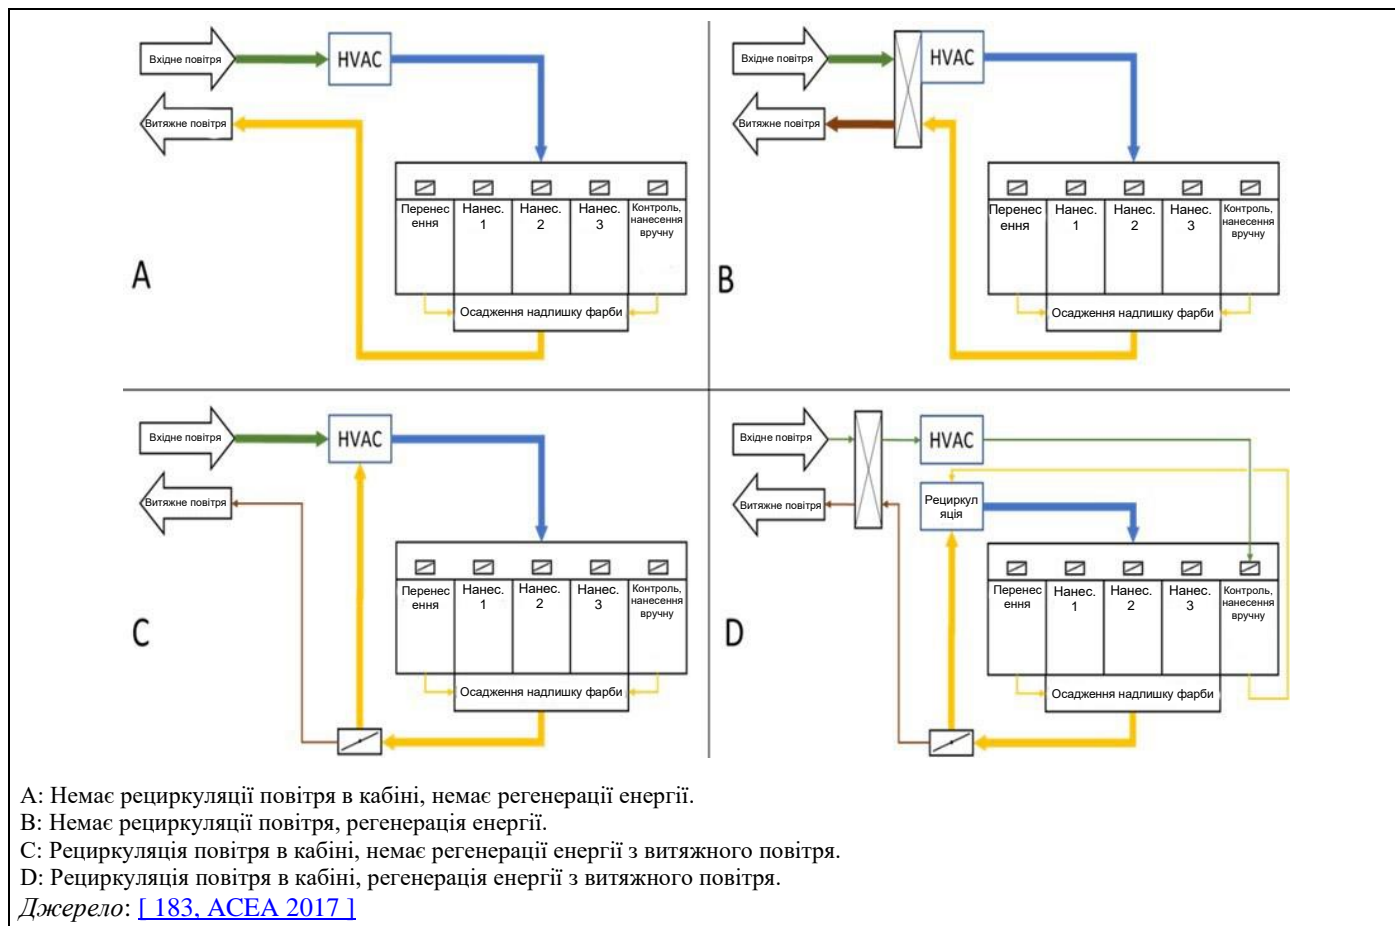 Вхідне повітря
HVAC
Витяжне повітря
Перенес
ення
Нанес.
1
Нанес.
2
Нанес.
3
Контроль,
нанесення
вручну
A
Осадження надлишку фарби
Вхідне повітря
HVAC
Витяжне повітря
Перенес
ення
Нанес.
1
Нанес.
2
Нанес.
3
Контроль,
нанесення
вручну
B
Осадження надлишку фарби
Вхідне повітря
HVAC
Витяжне повітря
Перенес
ення
Нанес.
1
Нанес.
2
Нанес.
3
Контроль,
нанесення
вручну
C
Осадження надлишку фарби
Вхідне повітря
HVAC
Витяжне повітря
Рециркул
яція
Перенес
ення
Нанес.
1
Нанес.
2
Нанес.
3
Контроль,
нанесення
вручну
D
Осадження надлишку фарби
A: Немає рециркуляції повітря в кабіні, немає регенерації енергії.
B: Немає рециркуляції повітря, регенерація енергії.
C: Рециркуляція повітря в кабіні, немає регенерації енергії з витяжного повітря.
D: Рециркуляція повітря в кабіні, регенерація енергії з витяжного повітря.
Джерело: [ 183, ACEA 2017 ]